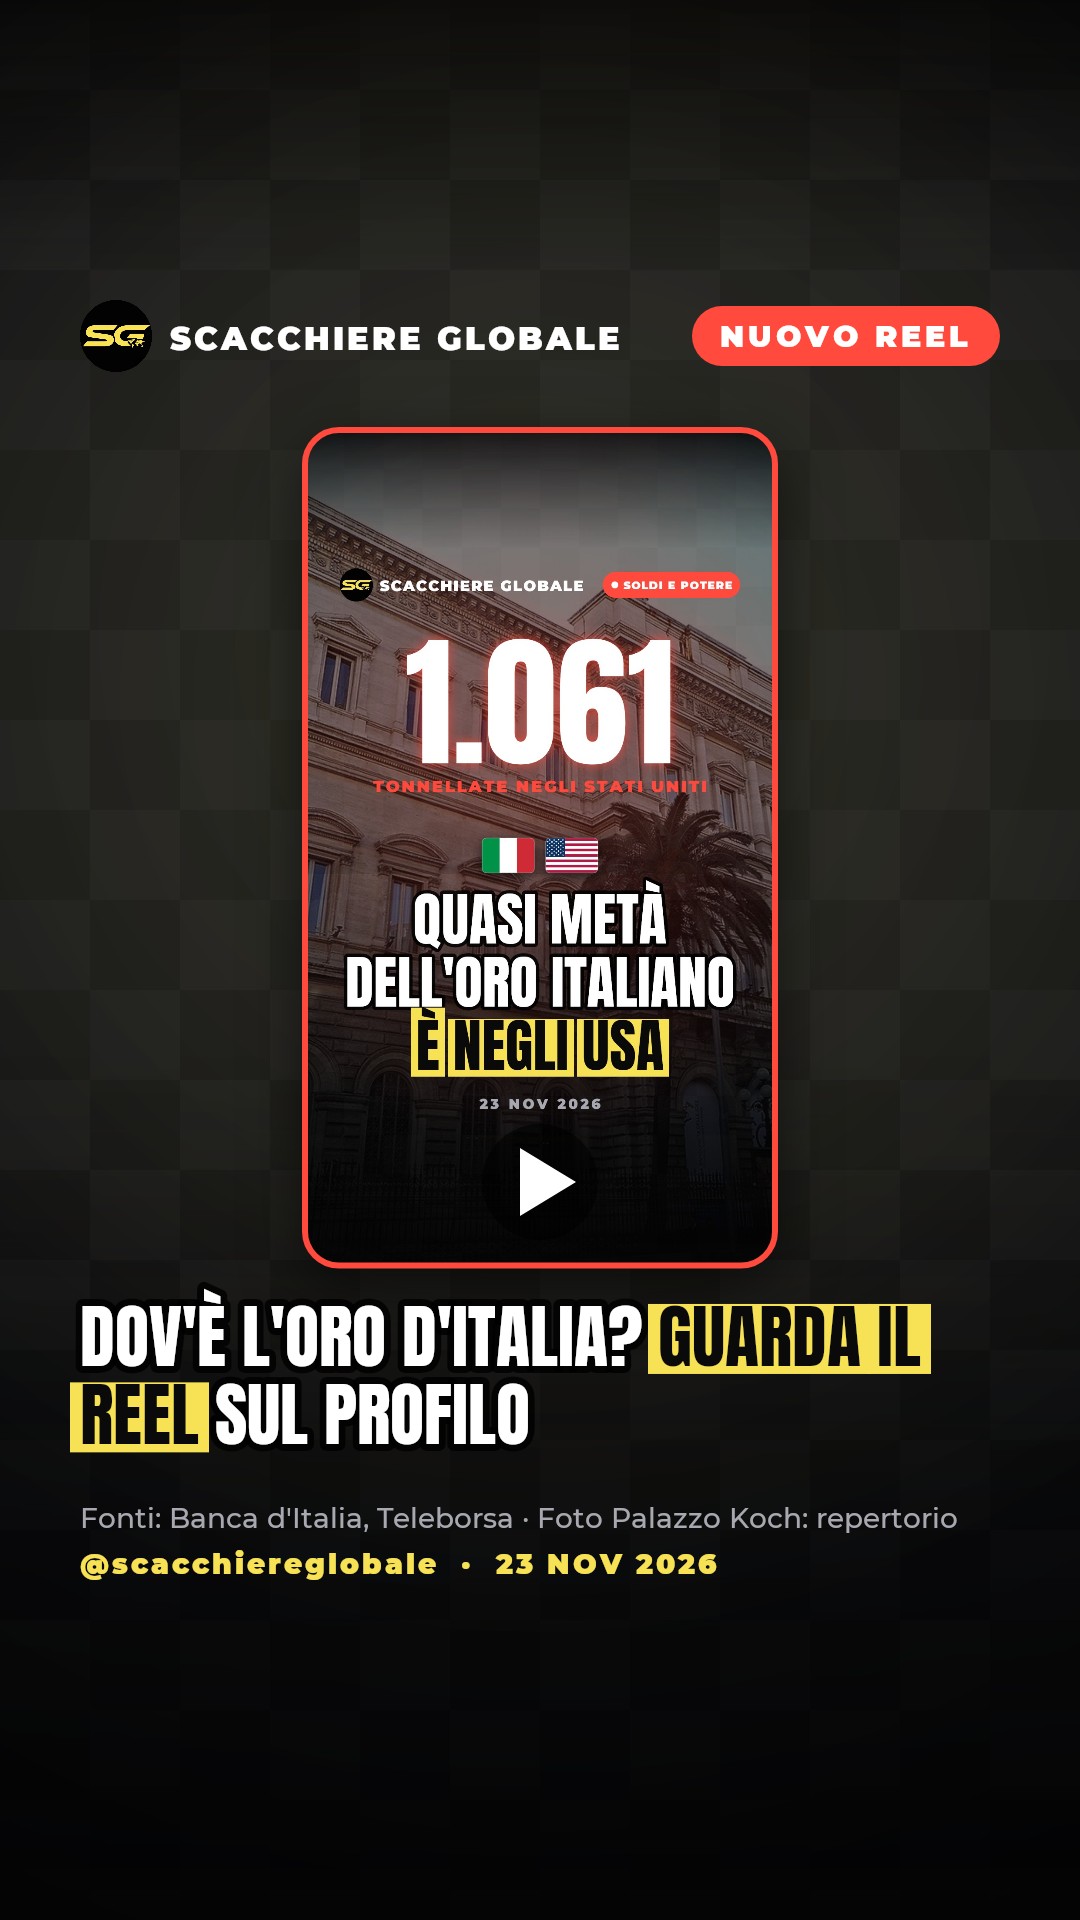 SG SCACCHIERE GLOBALE NUOVO REEL
SG SCACCHIERE GLOBALE SOLDI E POTERE
1.061
TONNELLATE NEGLI STATI UNITI
QUASI METÀ
DELL'ORO ITALIANO
È NEGLI USA
23 NOV 2026
DOV'È L'ORO D'ITALIA? GUARDA IL
REEL SUL PROFILO
Fonti: Banca d'Italia, Teleborsa · Foto Palazzo Koch: repertorio
@scacchiereglobale · 23 NOV 2026